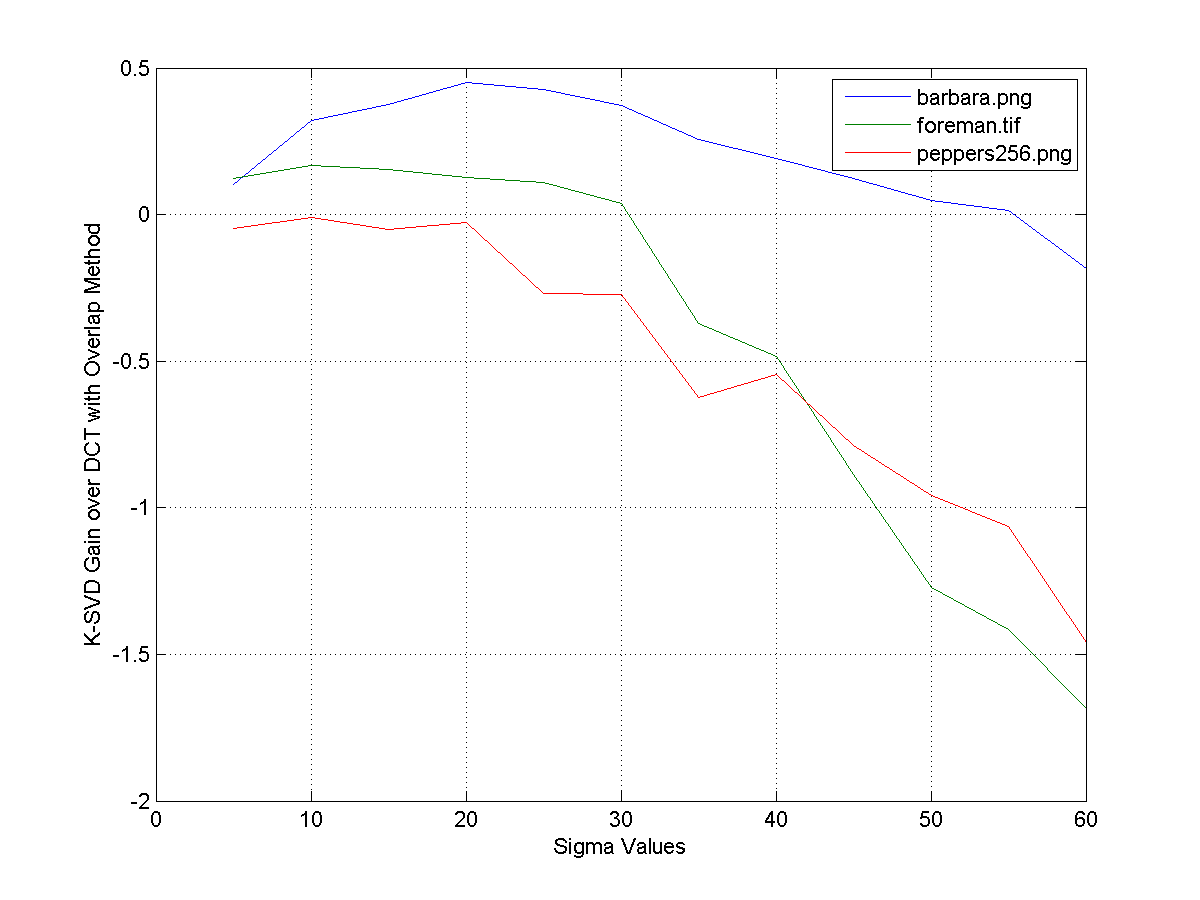 K-SVD Gain over DCT with Overlap Method
0.5
0
-0.5
-1
-1.5
-2
barbara.png
foreman.tif
peppers256.png
0 10 20 30 40 50 60
Sigma Values